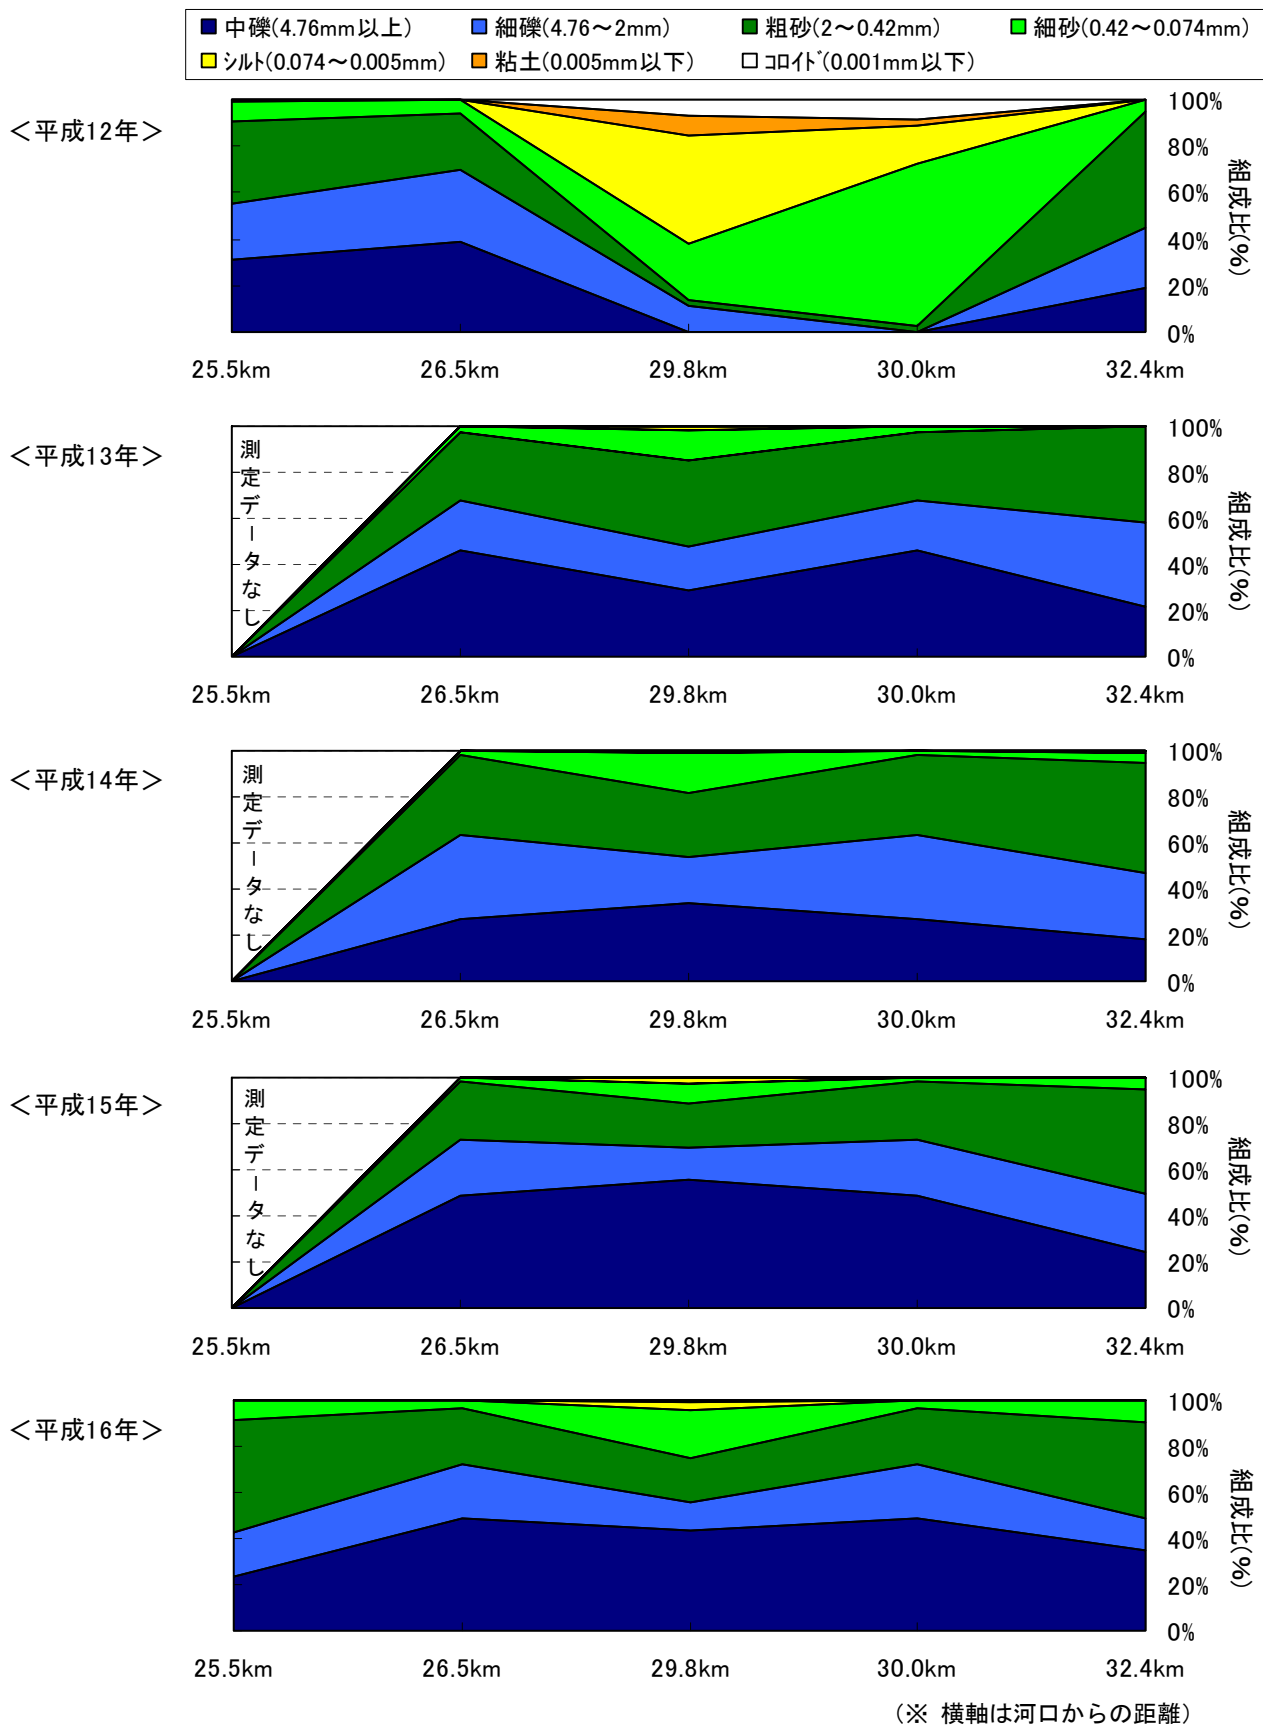 中礫(4.76mm以上) 細礫(4.76～2mm) 粗砂(2～0.42mm) 細砂(0.42～0.074mm)
ｼﾙﾄ(0.074～0.005mm) 粘土(0.005mm以下) ｺﾛｲﾄﾞ(0.001mm以下)
＜平成12年＞
100%
80%
60%
40%
20%
0%
組成比(%)
25.5km 26.5km 29.8km 30.0km 32.4km
＜平成13年＞
測定データなし
100%
80%
60%
40%
20%
0%
組成比(%)
25.5km 26.5km 29.8km 30.0km 32.4km
＜平成14年＞
測定データなし
100%
80%
60%
40%
20%
0%
組成比(%)
25.5km 26.5km 29.8km 30.0km 32.4km
＜平成15年＞
測定データなし
100%
80%
60%
40%
20%
0%
組成比(%)
25.5km 26.5km 29.8km 30.0km 32.4km
＜平成16年＞
100%
80%
60%
40%
20%
0%
組成比(%)
25.5km 26.5km 29.8km 30.0km 32.4km
(※ 横軸は河口からの距離)